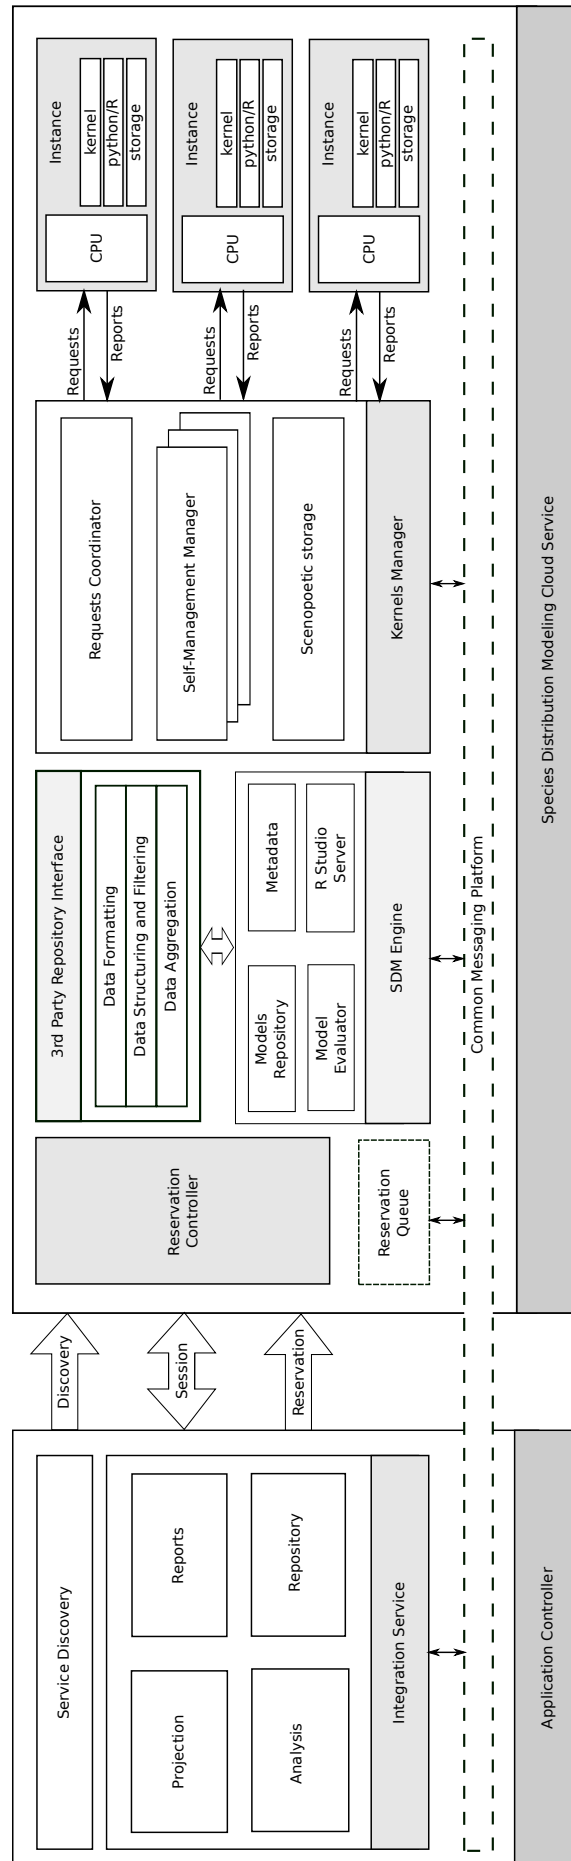 Service Discovery
Projection
Reports
Analysis
Repository
Integration Service
Application Controller
Discovery
Session
Reservation
Reservation
Controller
Reservation
Queue
3rd Party Repository Interface
Data Formatting
Data Structuring and Filtering
Data Aggregation
Models
Repository
Metadata
Model
Evaluator
R Studio
Server
SDM Engine
Common Messaging Platform
Requests Coordinator
Self-Management Manager
Scenopoetic storage
Kernels Manager
Requests
Reports
Requests
Reports
Requests
Reports
Instance
CPU
kernel
python/R
storage
Instance
CPU
kernel
python/R
storage
Instance
CPU
kernel
python/R
storage
Species Distribution Modeling Cloud Service